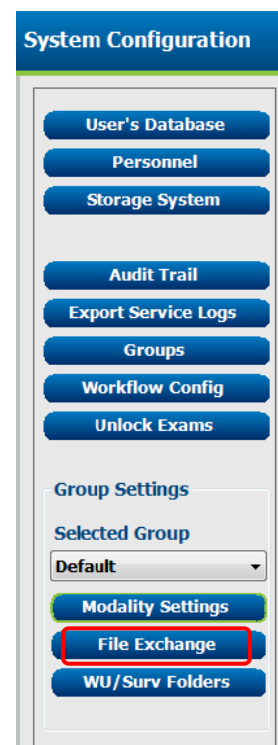 System Configuration
User's Database
Personnel
Storage System
Audit Trail
Export Service Logs
Groups
Workflow Config
Unlock Exams
Group Settings
Selected Group
Default
Modality Settings
File Exchange
WU/Surv Folders